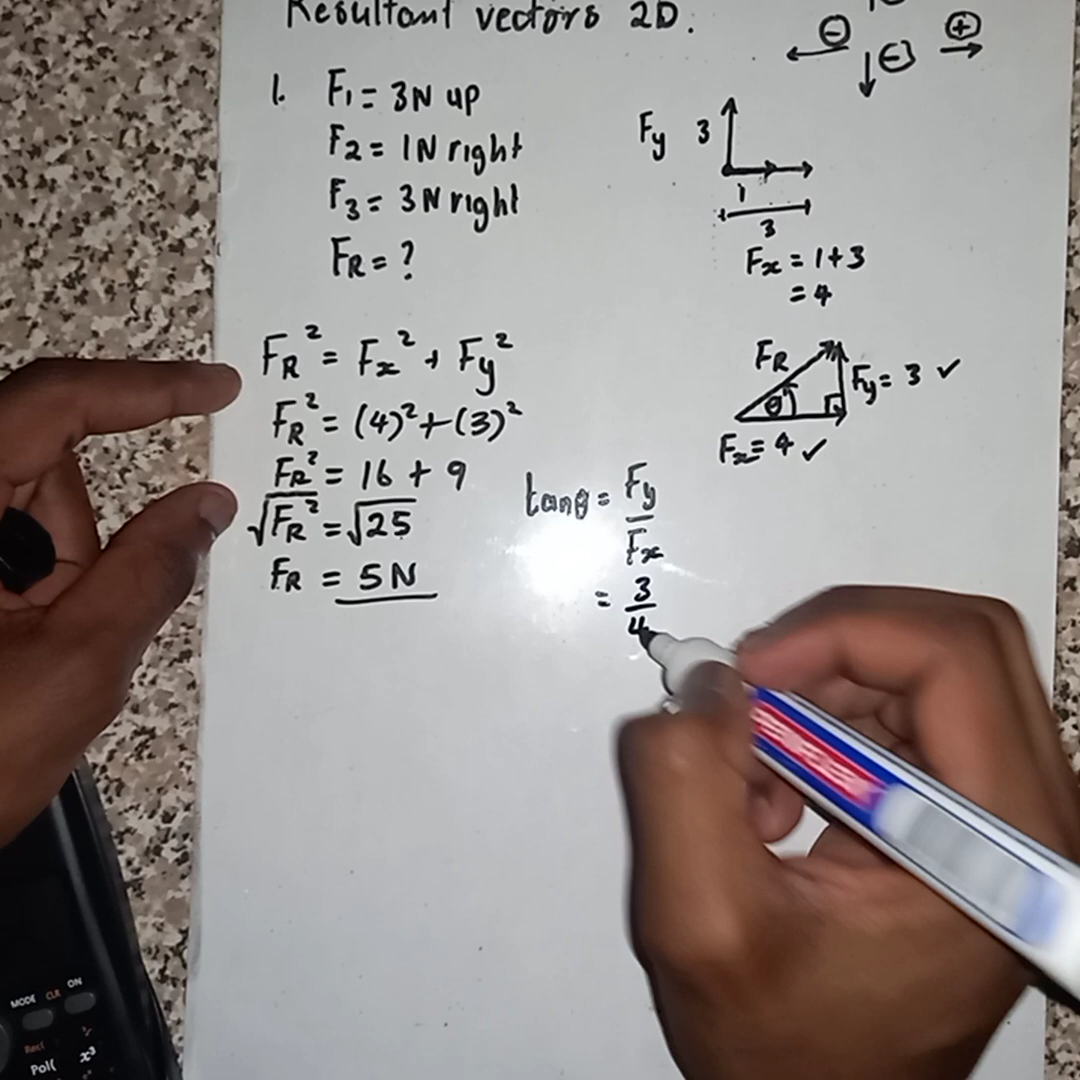 Resultant vectors 2D.
⊖ ⊕
(-)
1. F₁ = 3N up
F₂ = 1N right
F₃ = 3N right
FR = ?
Fy 3
1
3
Fx = 1+3
= 4
FR² = Fx² + Fy²
FR² = (4)² + (3)²
FR² = 16 + 9
√FR² = √25
FR = 5N
FR
Fy = 3 ✓
θ
Fx = 4 ✓
tanθ = Fy/Fx
= 3/4
MODE CLR ON
Pol( x³